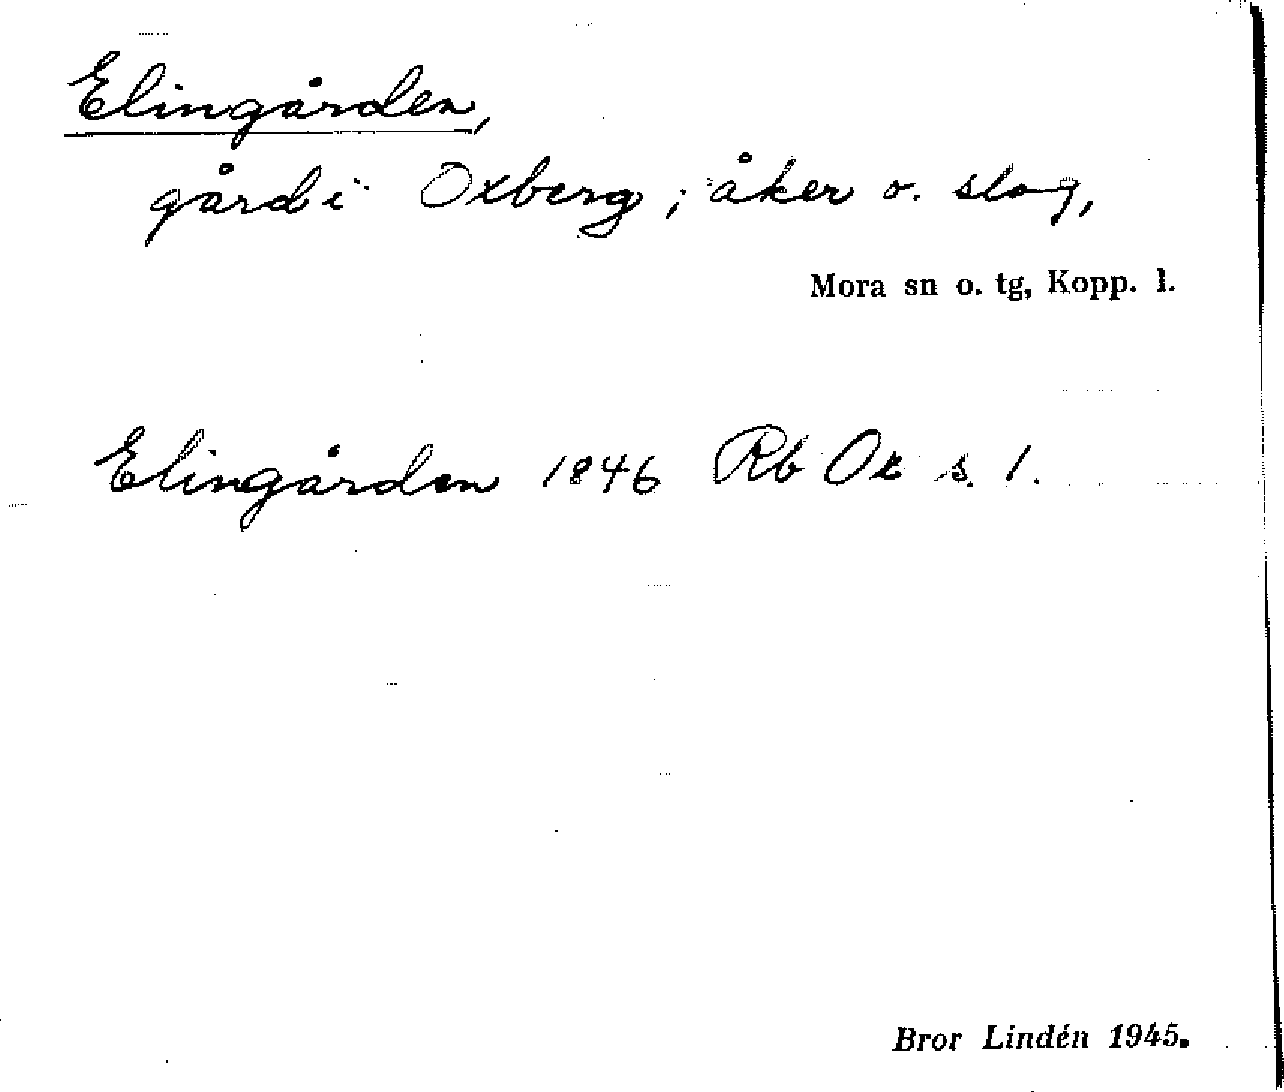 Elingården,
gård i Oxberg; åker o. slog,
Mora sn o. tg, Kopp. l.
Elingården 1846 Rb Ox s. 1.
Bror Lindén 1945.